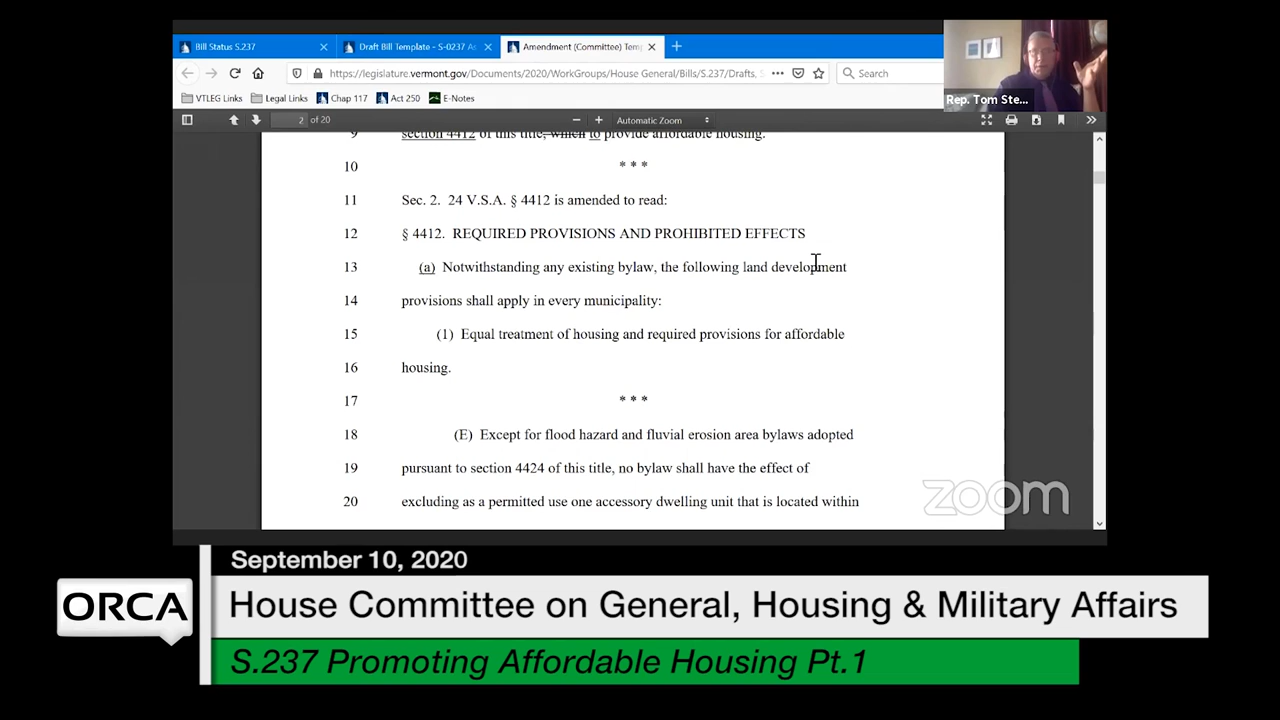 Bill Status S.237
Draft Bill Template - S-0237 As
Amendment (Committee) Temp
https://legislature.vermont.gov/Documents/2020/WorkGroups/House General/Bills/S.237/Drafts,
Search
VTLEG Links
Legal Links
Chap 117
Act 250
E-Notes
2 of 20
Automatic Zoom
Rep. Tom Ste...
9 section 4412 of this title, which to provide affordable housing.
10 * * *
11 Sec. 2. 24 V.S.A. § 4412 is amended to read:
12 § 4412. REQUIRED PROVISIONS AND PROHIBITED EFFECTS
13 (a) Notwithstanding any existing bylaw, the following land development
14 provisions shall apply in every municipality:
15 (1) Equal treatment of housing and required provisions for affordable
16 housing.
17 * * *
18 (E) Except for flood hazard and fluvial erosion area bylaws adopted
19 pursuant to section 4424 of this title, no bylaw shall have the effect of
20 excluding as a permitted use one accessory dwelling unit that is located within
zoom
September 10, 2020
ORCA
House Committee on General, Housing & Military Affairs
S.237 Promoting Affordable Housing Pt.1